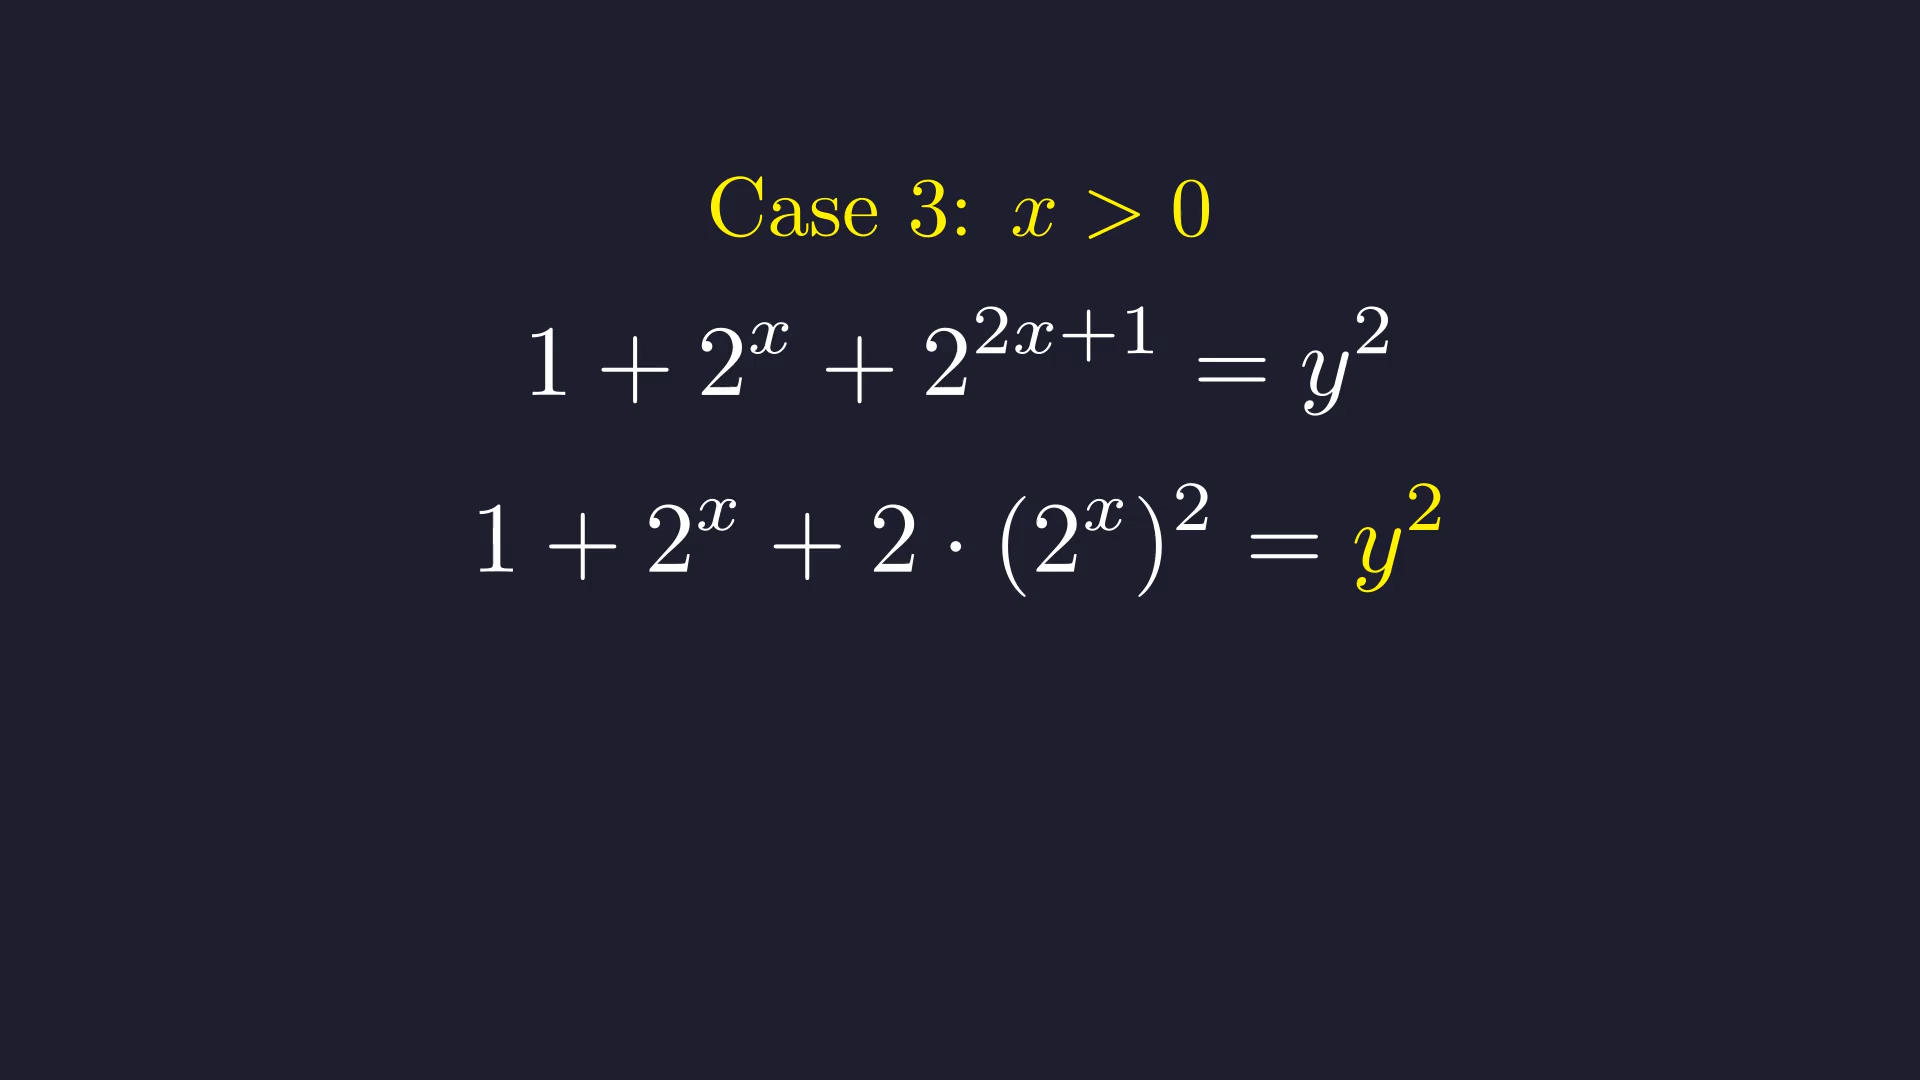 Case 3: x > 0
1 + 2^x + 2^{2x+1} = y^2
1 + 2^x + 2 · (2^x)^2 = y^2